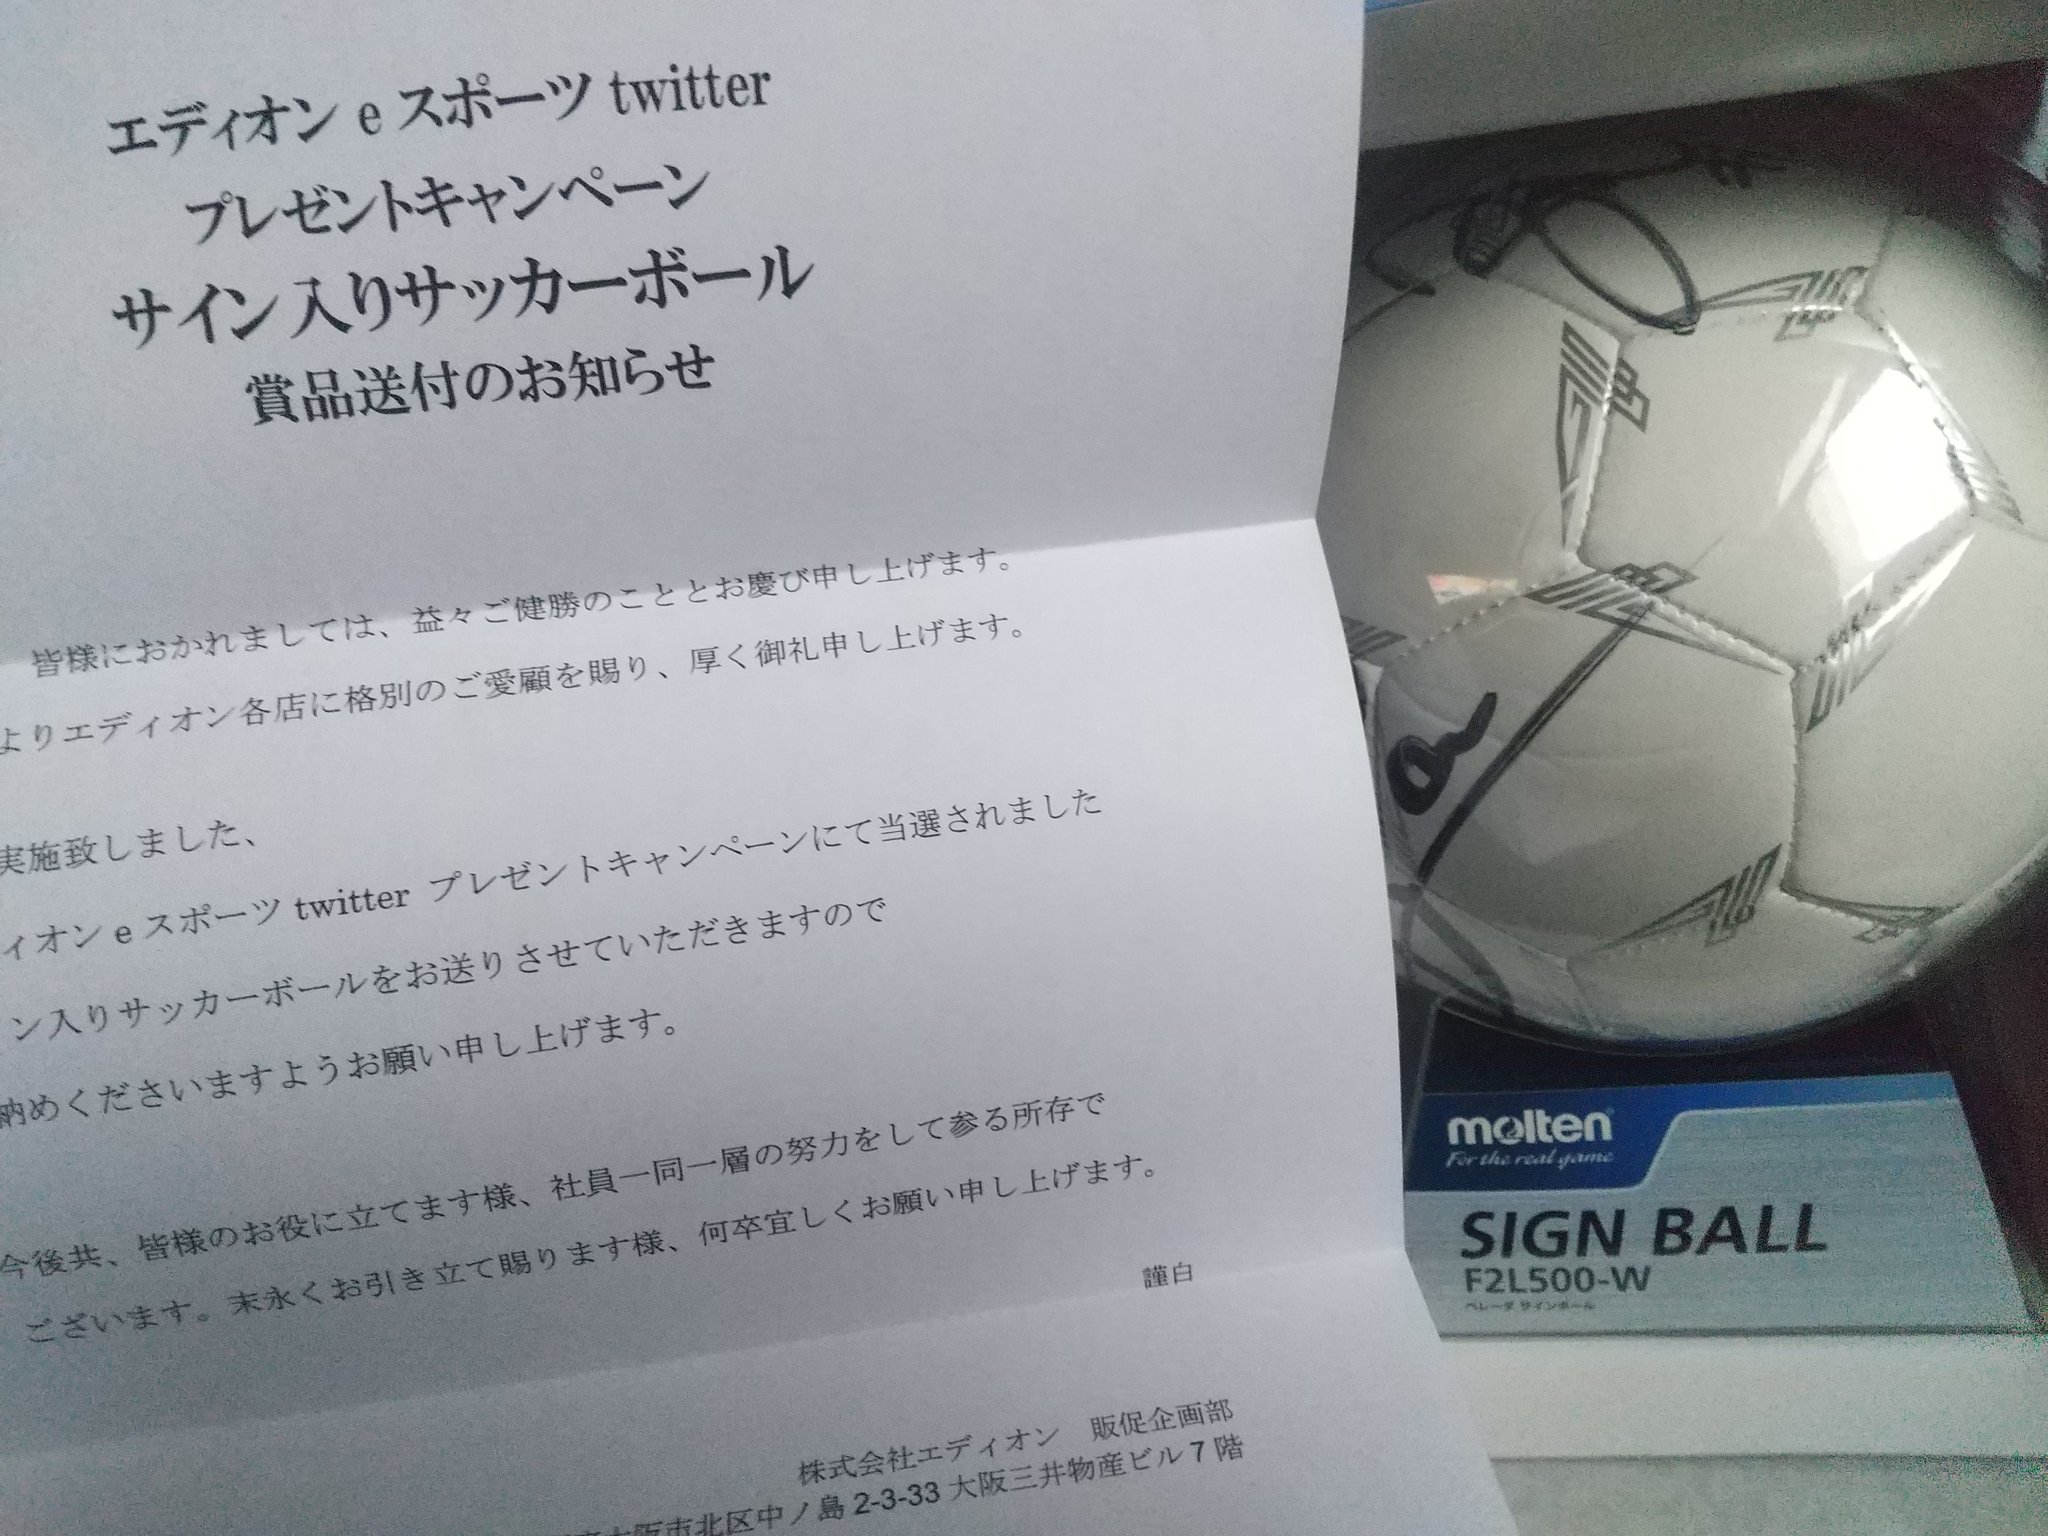 エディオン e スポーツ twitter
プレゼントキャンペーン
サイン入りサッカーボール
賞品送付のお知らせ
皆様におかれましては、益々ご健勝のこととお慶び申し上げます。
よりエディオン各店に格別のご愛顧を賜り、厚く御礼申し上げます。
実施致しました、
ィオン e スポーツ twitter プレゼントキャンペーンにて当選されました
ン入りサッカーボールをお送りさせていただきますので
納めくださいますようお願い申し上げます。
今後共、皆様のお役に立てます様、社員一同一層の努力をして参る所存で
ございます。末永くお引き立て賜ります様、何卒宜しくお願い申し上げます。
謹白
株式会社エディオン 販促企画部
大阪市北区中ノ島 2-3-33 大阪三井物産ビル 7 階
molten
For the real game
SIGN BALL
F2L500-W
ペレーダ サインボール